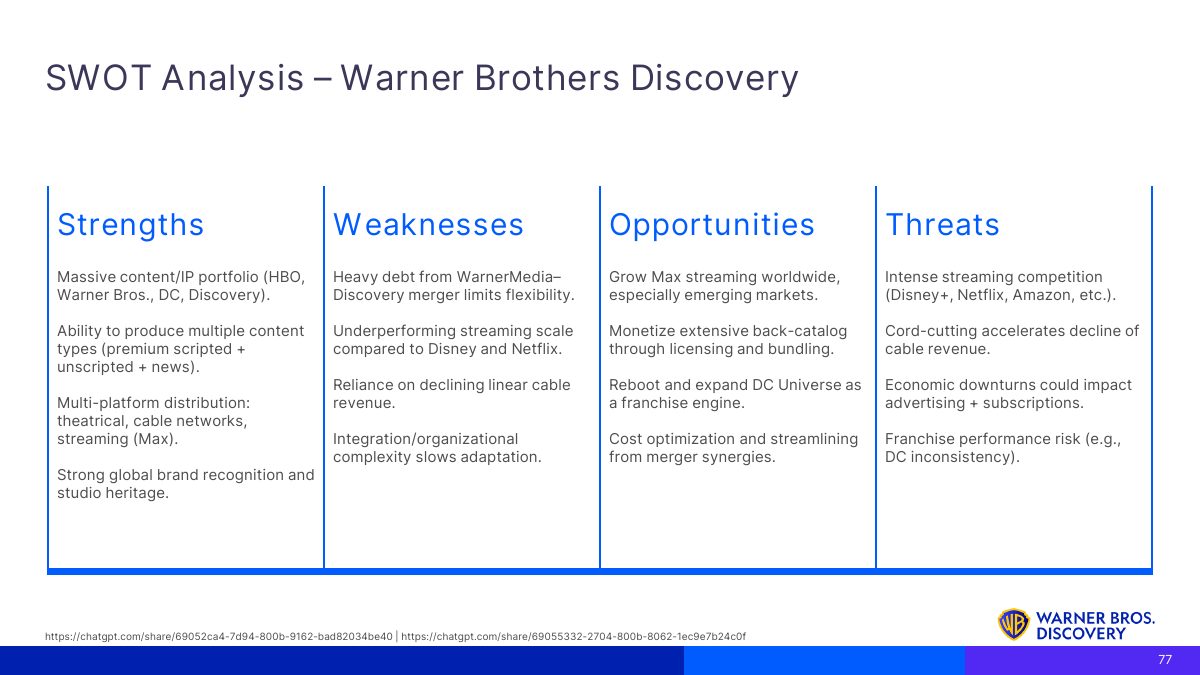 SWOT Analysis – Warner Brothers Discovery
Strengths
Massive content/IP portfolio (HBO,
Warner Bros., DC, Discovery).
Ability to produce multiple content
types (premium scripted +
unscripted + news).
Multi-platform distribution:
theatrical, cable networks,
streaming (Max).
Strong global brand recognition and
studio heritage.
Weaknesses
Heavy debt from WarnerMedia–
Discovery merger limits flexibility.
Underperforming streaming scale
compared to Disney and Netflix.
Reliance on declining linear cable
revenue.
Integration/organizational
complexity slows adaptation.
Opportunities
Grow Max streaming worldwide,
especially emerging markets.
Monetize extensive back-catalog
through licensing and bundling.
Reboot and expand DC Universe as
a franchise engine.
Cost optimization and streamlining
from merger synergies.
Threats
Intense streaming competition
(Disney+, Netflix, Amazon, etc.).
Cord-cutting accelerates decline of
cable revenue.
Economic downturns could impact
advertising + subscriptions.
Franchise performance risk (e.g.,
DC inconsistency).
https://chatgpt.com/share/69052ca4-7d94-800b-9162-bad82034be40 | https://chatgpt.com/share/69055332-2704-800b-8062-1ec9e7b24c0f
WB
WARNER BROS.
DISCOVERY
77